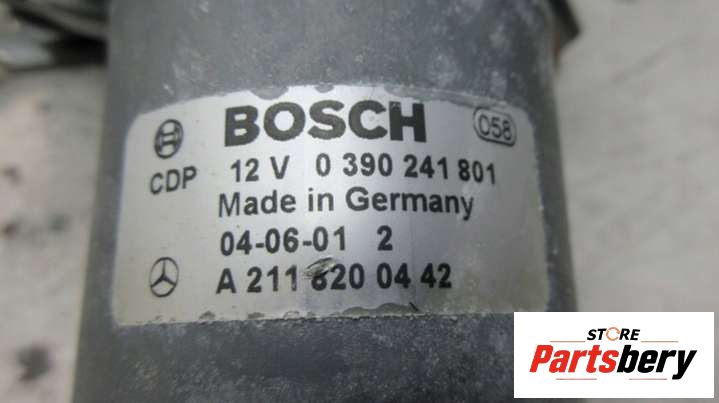 BOSCH 058
CDP 12 V 0 390 241 801
Made in Germany
04-06-01 2
A 211 820 04 42
STORE
Partsbery